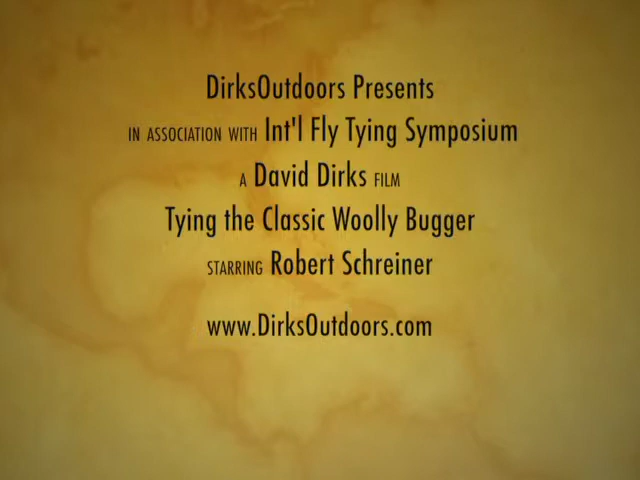 DirksOutdoors Presents
IN ASSOCIATION WITH Int'l Fly Tying Symposium
A David Dirks FILM
Tying the Classic Woolly Bugger
STARRING Robert Schreiner
www.DirksOutdoors.com